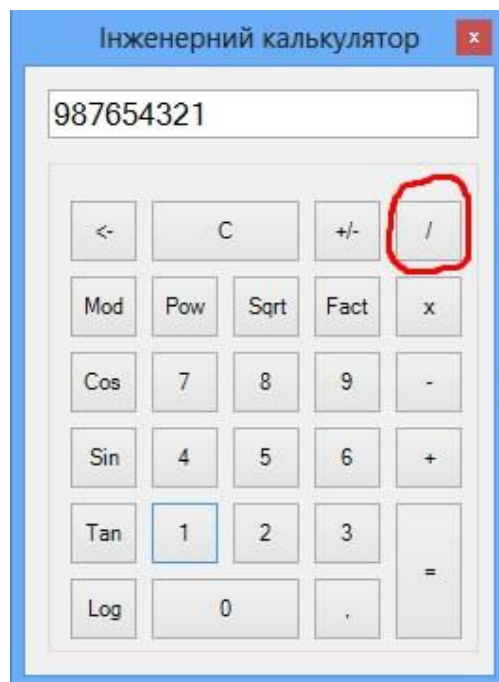 Інженерний калькулятор x
987654321
<- C +/- /
Mod Pow Sqrt Fact x
Cos 7 8 9 -
Sin 4 5 6 +
Tan 1 2 3
=
Log 0 ,